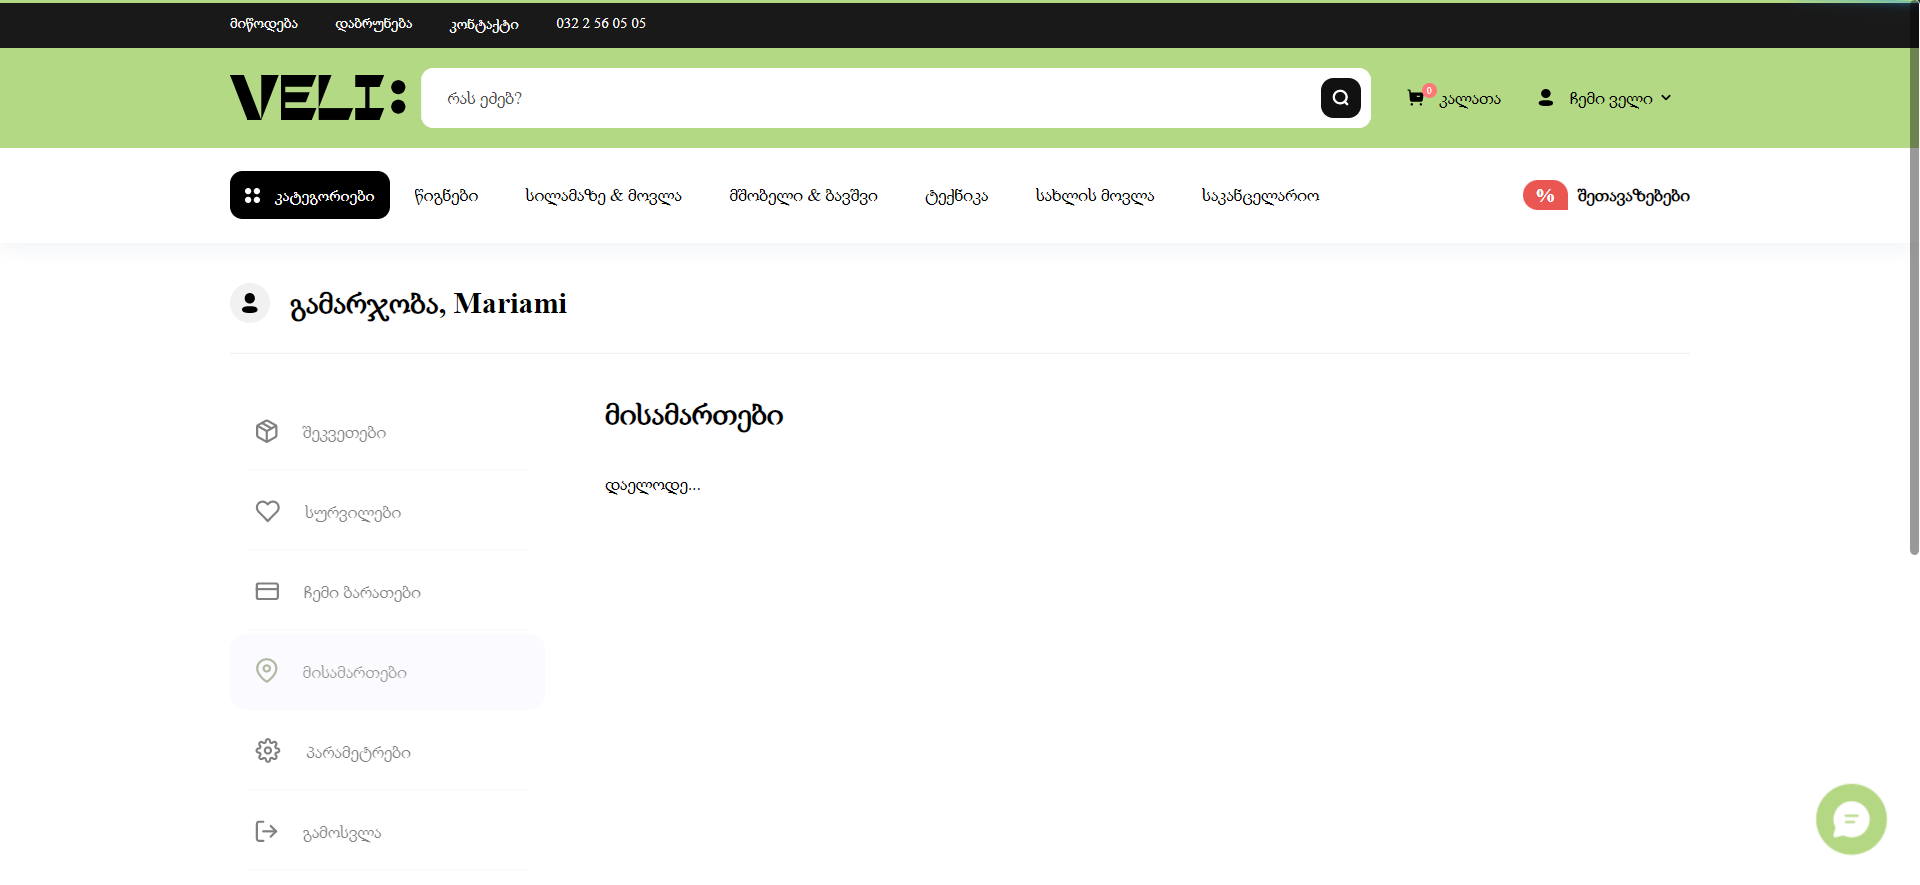 მიწოდება დაბრუნება კონტაქტი 032 2 56 05 05
VELI:
რას ეძებ?
0 კალათა
ჩემი ველი
კატეგორიები წიგნები სილამაზე & მოვლა მშობელი & ბავშვი ტექნიკა სახლის მოვლა საკანცელარიო % შეთავაზებები
გამარჯობა, Mariami
შეკვეთები
სურვილები
ჩემი ბარათები
მისამართები
პარამეტრები
გამოსვლა
მისამართები
დაელოდე...